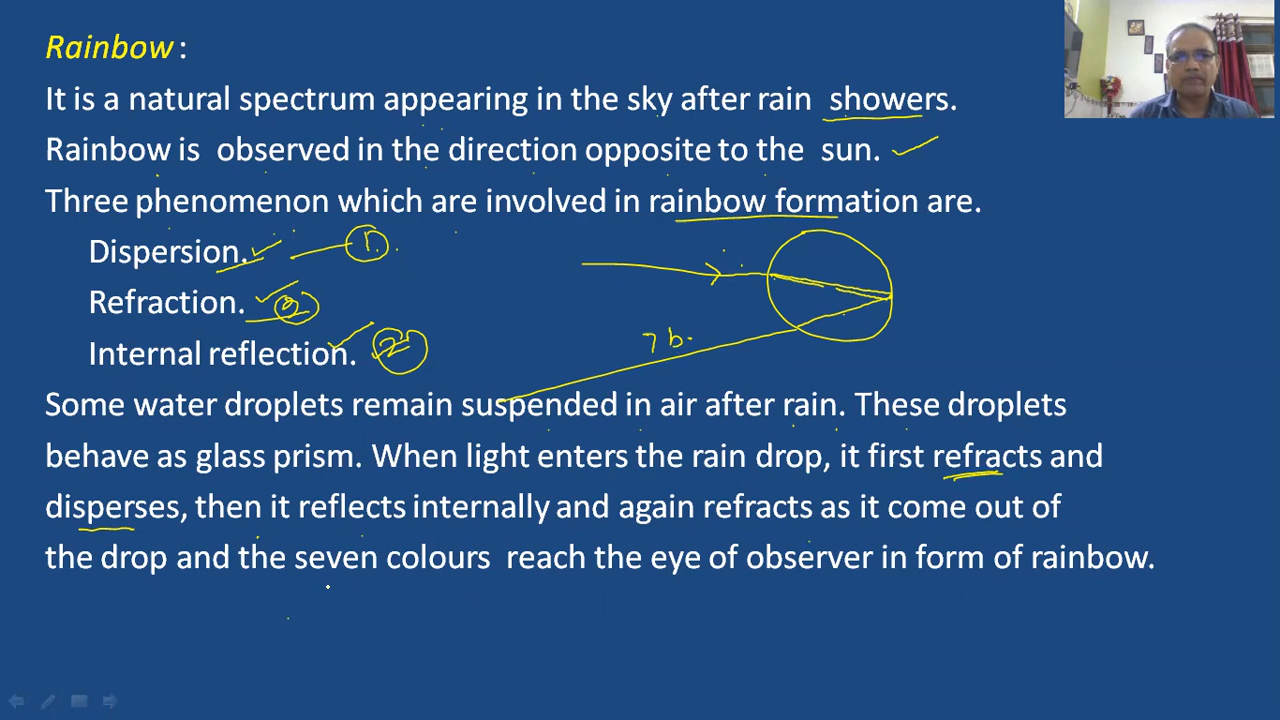 Rainbow :
It is a natural spectrum appearing in the sky after rain showers.
Rainbow is observed in the direction opposite to the sun.
Three phenomenon which are involved in rainbow formation are.
Dispersion. 1
Refraction.
Internal reflection. 2
Some water droplets remain suspended in air after rain. These droplets
behave as glass prism. When light enters the rain drop, it first refracts and
disperses, then it reflects internally and again refracts as it come out of
the drop and the seven colours reach the eye of observer in form of rainbow.